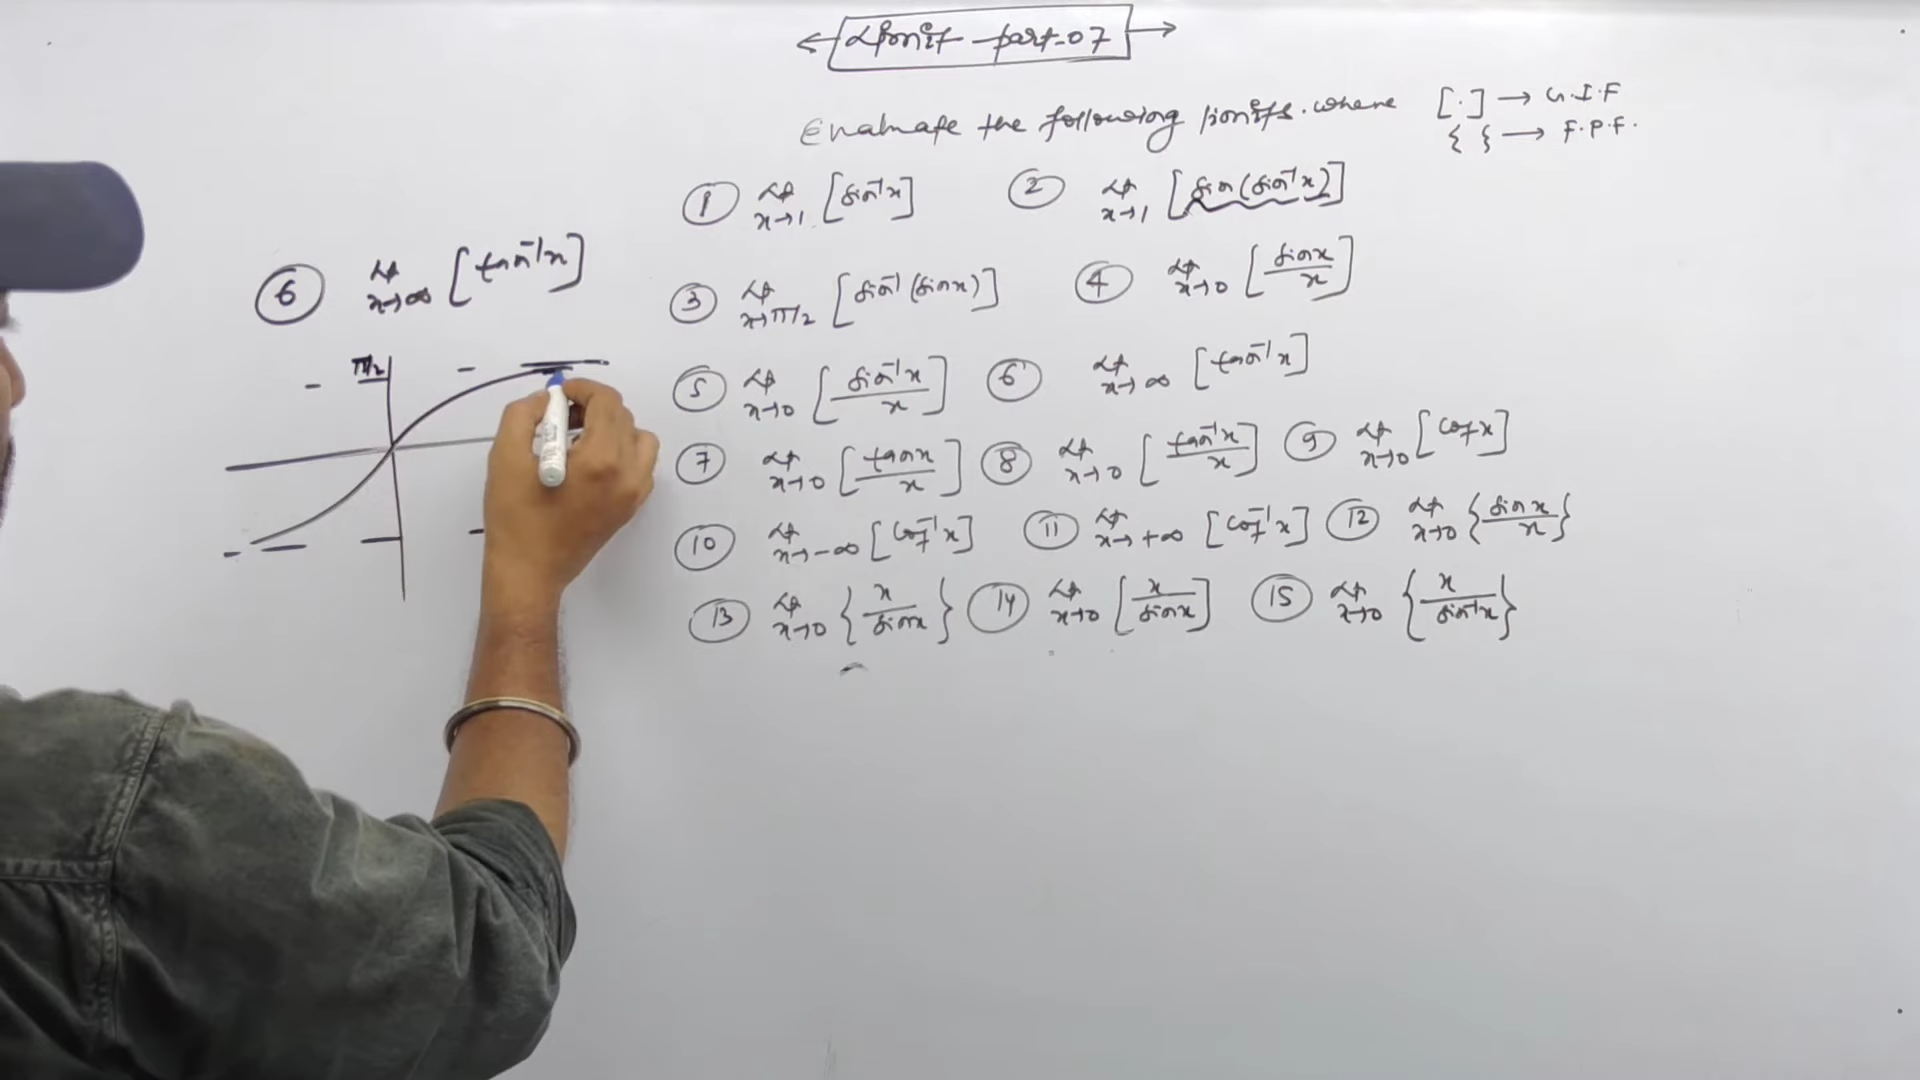 Limit part-07
Evaluate the following limits. where [.] → G.I.F
{ } → F.P.F.
① Lt x→1 [sin⁻¹x] ② Lt x→1 [sin(sin⁻¹x)]
③ Lt x→π/2 [sin⁻¹(sinx)] ④ Lt x→0 [sinx/x]
⑤ Lt x→0 [sin⁻¹x/x] ⑥ Lt x→∞ [tan⁻¹x]
⑦ Lt x→0 [tanx/x] ⑧ Lt x→0 [tan⁻¹x/x] ⑨ Lt x→0 [cotx]
⑩ Lt x→-∞ [cot⁻¹x] ⑪ Lt x→+∞ [cot⁻¹x] ⑫ Lt x→0 {sinx/x}
⑬ Lt x→0 {x/sinx} ⑭ Lt x→0 [x/sinx] ⑮ Lt x→0 {x/sin⁻¹x}
⑥ Lt x→∞ [tan⁻¹x]
π/2